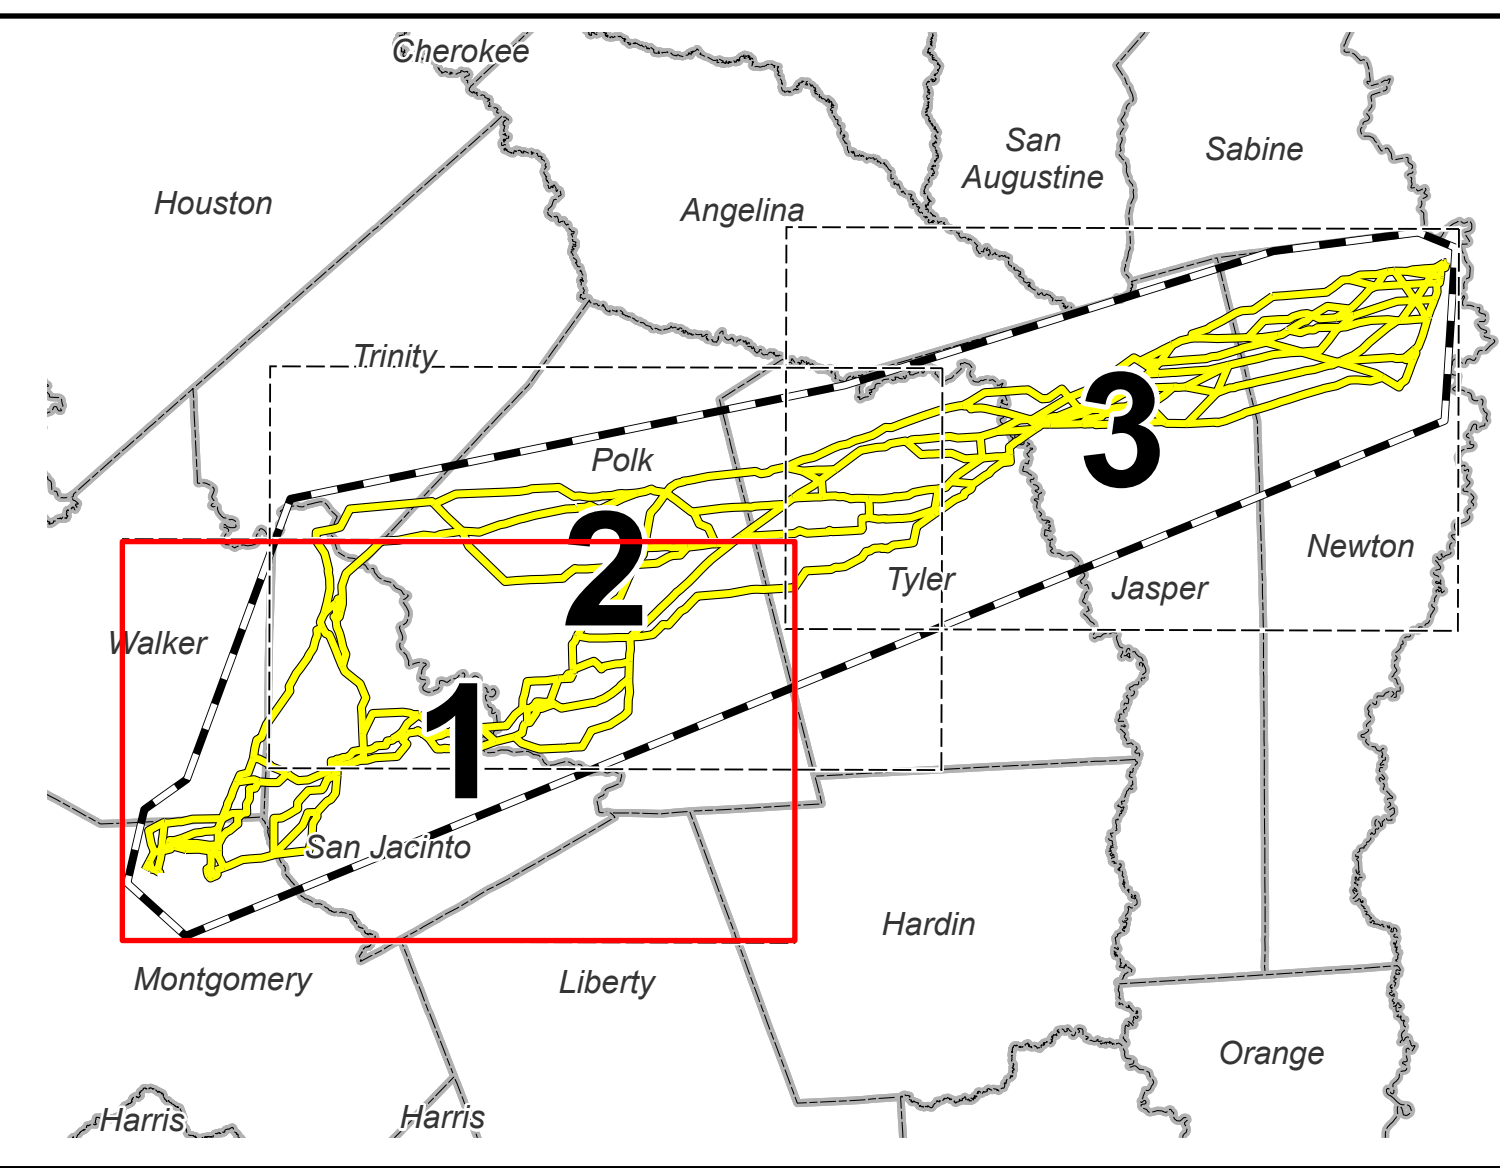 Cherokee
San
Augustine
Sabine
Houston
Angelina
Trinity
3
Polk
2
Newton
Tyler
Jasper
Walker
1
San Jacinto
Hardin
Montgomery
Liberty
Orange
Harris
Harris